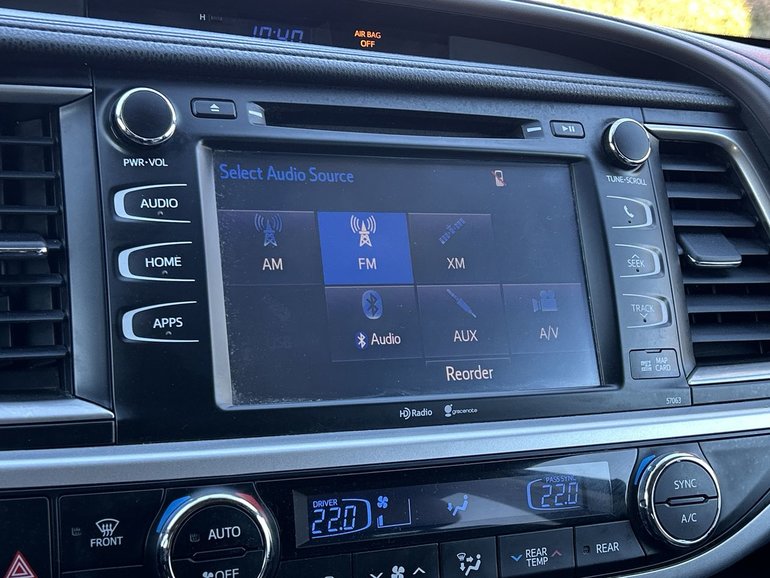 H
10:40
AIR BAG
OFF
PWR·VOL
TUNE·SCROLL
AUDIO
HOME
APPS
Select Audio Source
AM
FM
XM
Audio
AUX
A/V
Reorder
SEEK
TRACK
MAP
CARD
57063
HD Radio
gracenote
DRIVER
22.0
PASS SYNC
22.0
FRONT
AUTO
OFF
SYNC
A/C
REAR
TEMP
REAR